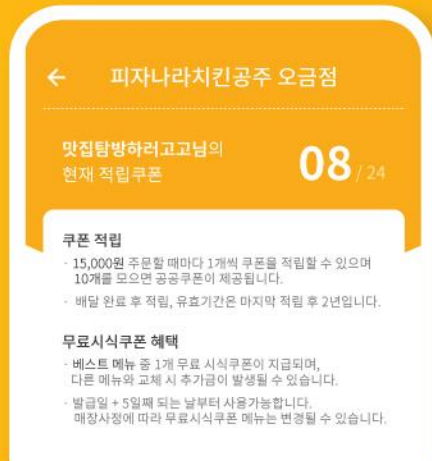 ← 피자나라치킨공주 오금점
맛집탐방하러고고님의
현재 적립쿠폰
08 / 24
쿠폰 적립
· 15,000원 주문할 때마다 1개씩 쿠폰을 적립할 수 있으며
10개를 모으면 공공쿠폰이 제공됩니다.
· 배달 완료 후 적립, 유효기간은 마지막 적립 후 2년입니다.
무료시식쿠폰 혜택
· 베스트 메뉴 중 1개 무료 시식쿠폰이 지급되며,
다른 메뉴와 교체 시 추가금이 발생될 수 있습니다.
· 발급일 + 5일째 되는 날부터 사용가능합니다.
매장사정에 따라 무료시식쿠폰 메뉴는 변경될 수 있습니다.